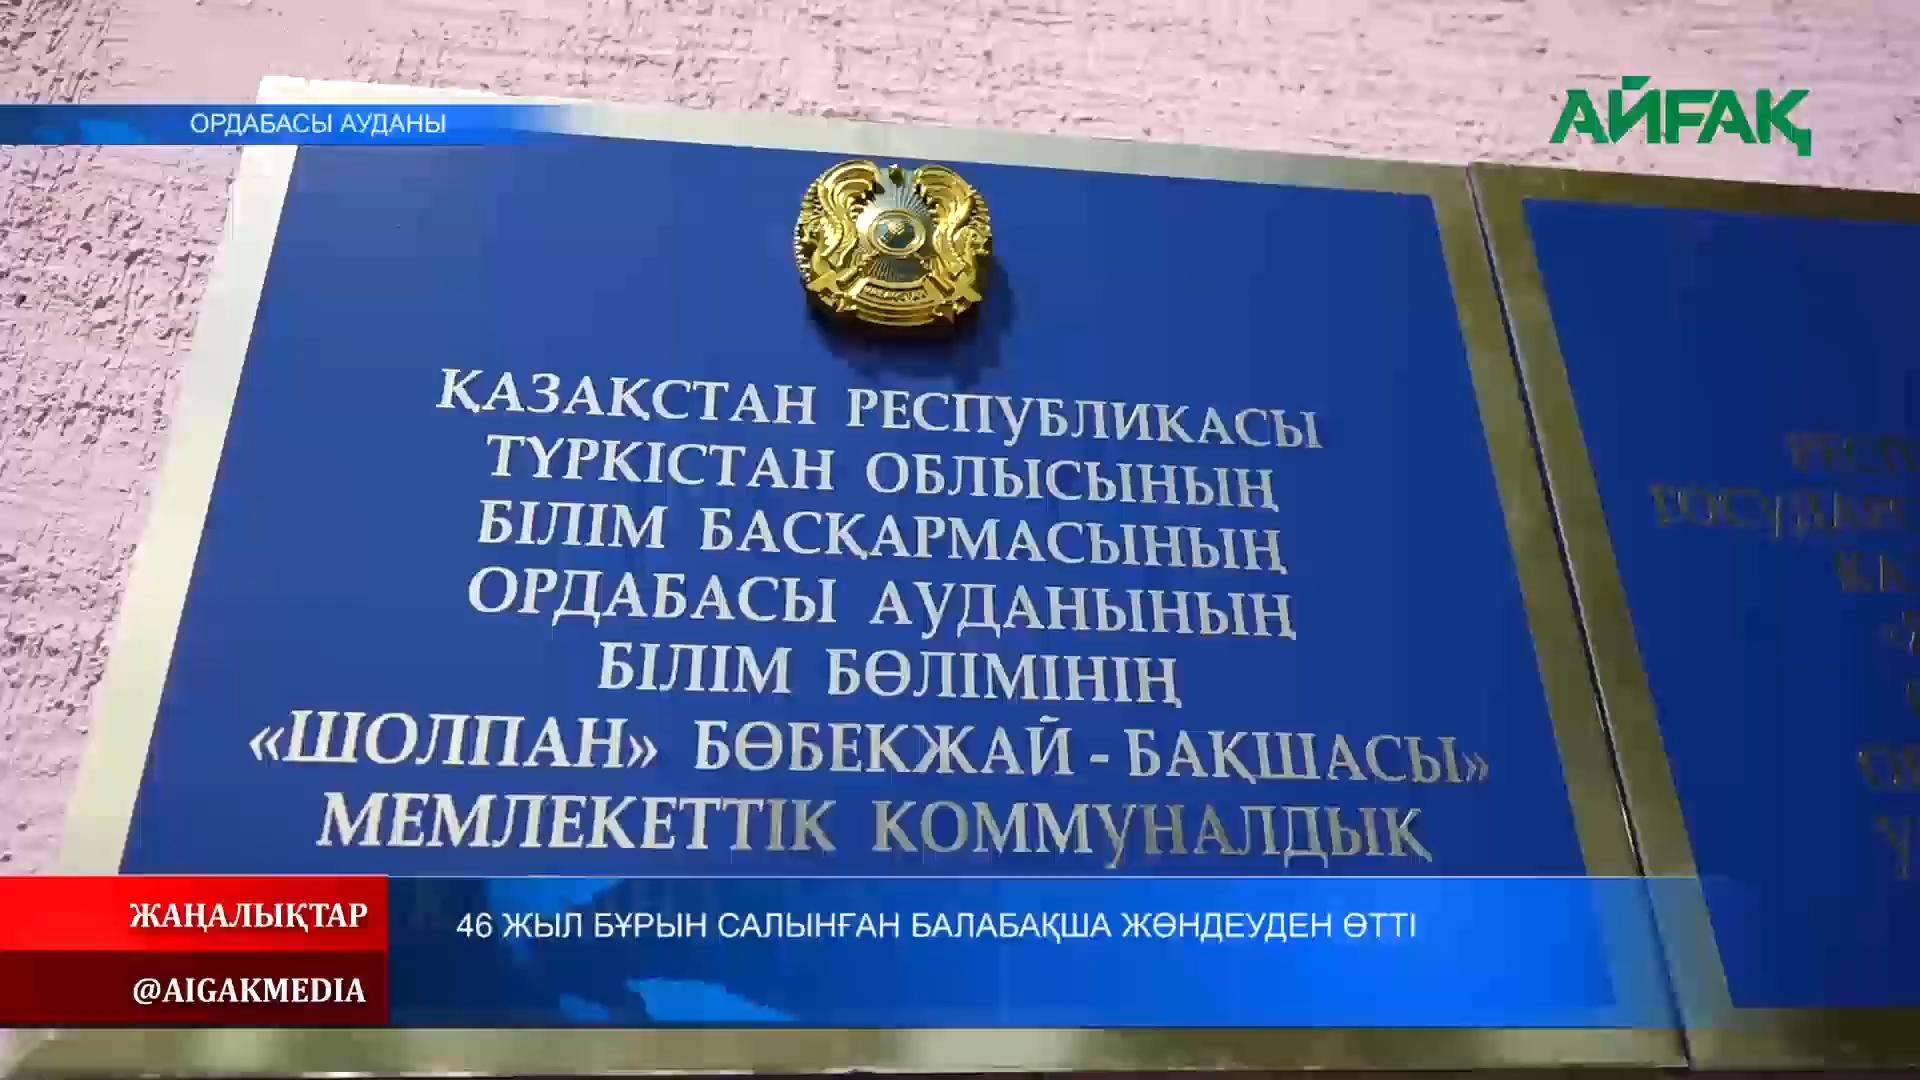 ОРДАБАСЫ АУДАНЫ
АЙҒАҚ
ҚАЗАҚСТАН РЕСПУБЛИКАСЫ
ТҮРКІСТАН ОБЛЫСЫНЫҢ
БІЛІМ БАСҚАРМАСЫНЫҢ
ОРДАБАСЫ АУДАНЫНЫҢ
БІЛІМ БӨЛІМІНІҢ
«ШОЛПАН» БӨБЕКЖАЙ - БАҚШАСЫ»
МЕМЛЕКЕТТІК КОММУНАЛДЫҚ
ЖАҢАЛЫҚТАР
46 ЖЫЛ БҰРЫН САЛЫНҒАН БАЛАБАҚША ЖӨНДЕУДЕН ӨТТІ
@AIGAKMEDIA